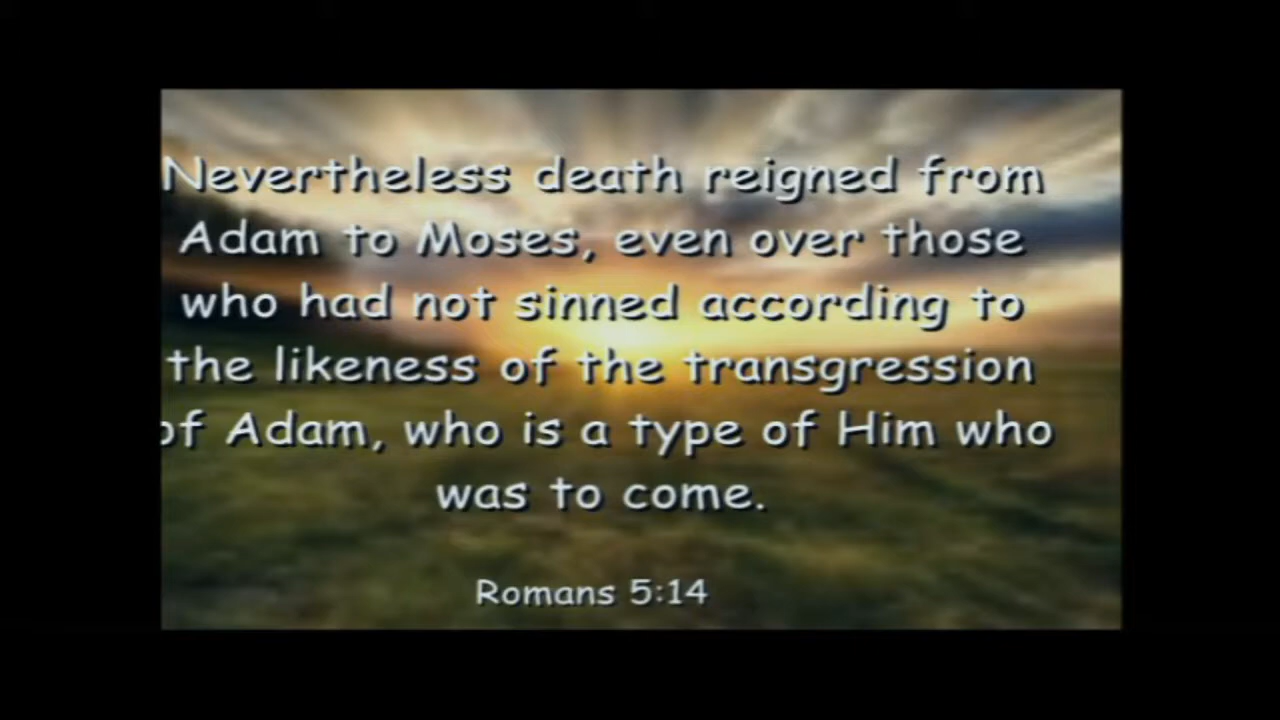 Nevertheless death reigned from
Adam to Moses, even over those
who had not sinned according to
the likeness of the transgression
of Adam, who is a type of Him who
was to come.
Romans 5:14